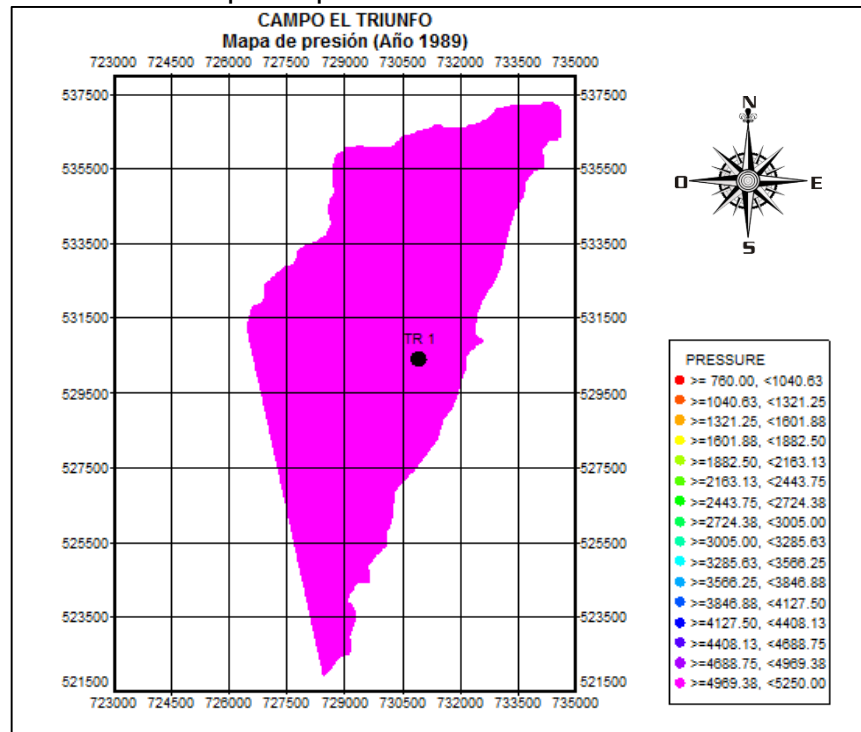 CAMPO EL TRIUNFO
Mapa de presión (Año 1989)
723000 724500 726000 727500 729000 730500 732000 733500 735000
537500 537500
535500 535500
533500 533500
531500 531500
TR 1
529500 529500
527500 527500
525500 525500
523500 523500
521500 521500
723000 724500 726000 727500 729000 730500 732000 733500 735000
N
O E
S
PRESSURE
>= 760.00, <1040.63
>=1040.63, <1321.25
>=1321.25, <1601.88
>=1601.88, <1882.50
>=1882.50, <2163.13
>=2163.13, <2443.75
>=2443.75, <2724.38
>=2724.38, <3005.00
>=3005.00, <3285.63
>=3285.63, <3566.25
>=3566.25, <3846.88
>=3846.88, <4127.50
>=4127.50, <4408.13
>=4408.13, <4688.75
>=4688.75, <4969.38
>=4969.38, <5250.00